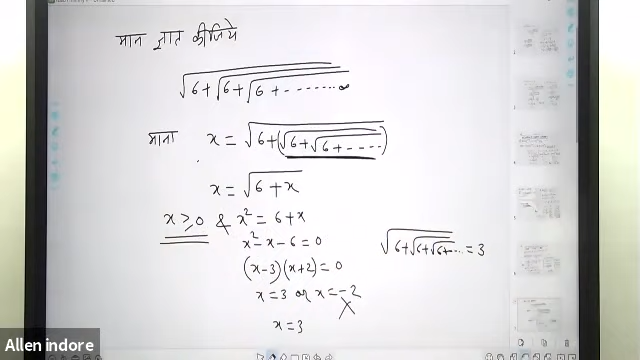 मान ज्ञात कीजिये
√6+√6+√6+-------∞
माना x = √6+(√6+√6+----)
x = √6+x
x ≥ 0 & x² = 6+x
x²-x-6=0
√6+√6+√6+--- = 3
(x-3)(x+2)=0
x=3 or x=-2
x=3
Allen indore